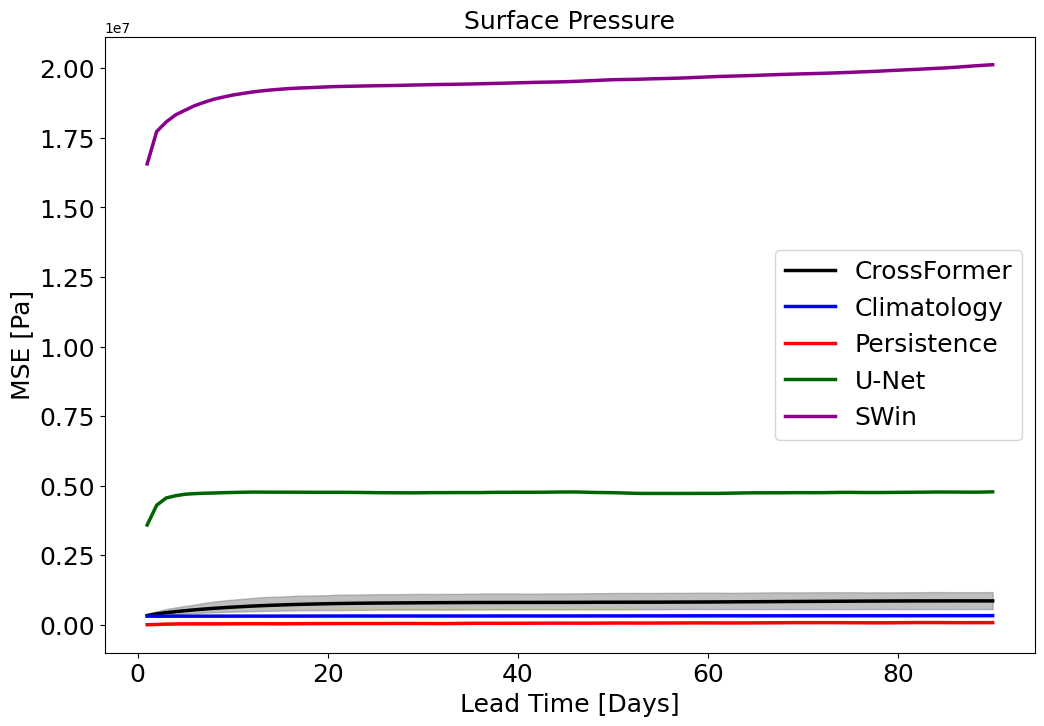 Surface Pressure
1e7
2.00
1.75
1.50
1.25
1.00
0.75
0.50
0.25
0.00
MSE [Pa]
CrossFormer
Climatology
Persistence
U-Net
SWin
0 20 40 60 80
Lead Time [Days]